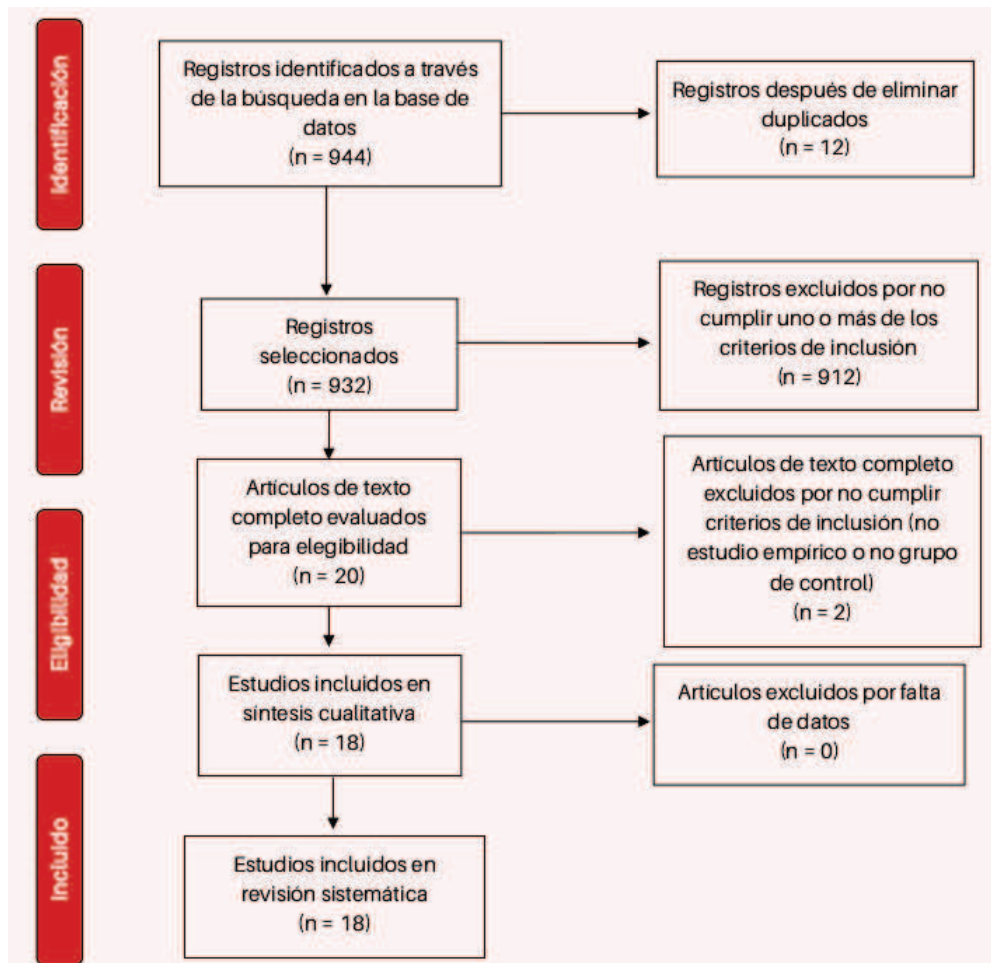 Identificación
Registros identificados a través
de la búsqueda en la base de
datos
(n = 944)
Registros después de eliminar
duplicados
(n = 12)
Revisión
Registros
seleccionados
(n = 932)
Registros excluidos por no
cumplir uno o más de los
criterios de inclusión
(n = 912)
Eligibilidad
Artículos de texto
completo evaluados
para elegibilidad
(n = 20)
Artículos de texto completo
excluidos por no cumplir
criterios de inclusión (no
estudio empírico o no grupo
de control)
(n = 2)
Estudios incluidos en
síntesis cualitativa
(n = 18)
Artículos excluidos por falta
de datos
(n = 0)
Incluido
Estudios incluidos en
revisión sistemática
(n = 18)